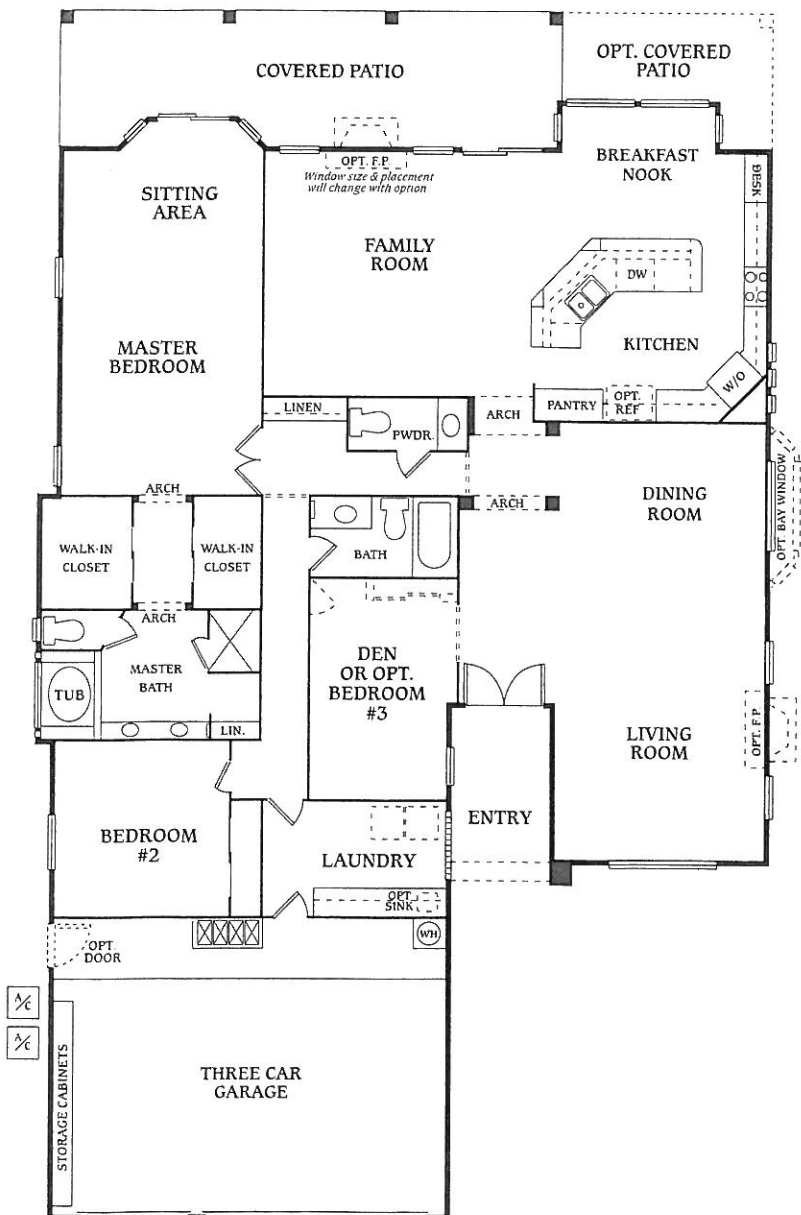 COVERED PATIO
OPT. COVERED
PATIO
OPT. F.P.
Window size & placement
will change with option
BREAKFAST
NOOK
DESK
SITTING
AREA
FAMILY
ROOM
DW
MASTER
BEDROOM
KITCHEN
W/O
LINEN
PWDR.
ARCH
PANTRY
OPT.
REF
ARCH
ARCH
DINING
ROOM
OPT. BAY WINDOW
WALK-IN
CLOSET
WALK-IN
CLOSET
BATH
ARCH
MASTER
BATH
TUB
LIN.
DEN
OR OPT.
BEDROOM
#3
LIVING
ROOM
OPT. F.P.
BEDROOM
#2
LAUNDRY
ENTRY
OPT
SINK
OPT.
DOOR
WH
A/C
A/C
STORAGE CABINETS
THREE CAR
GARAGE